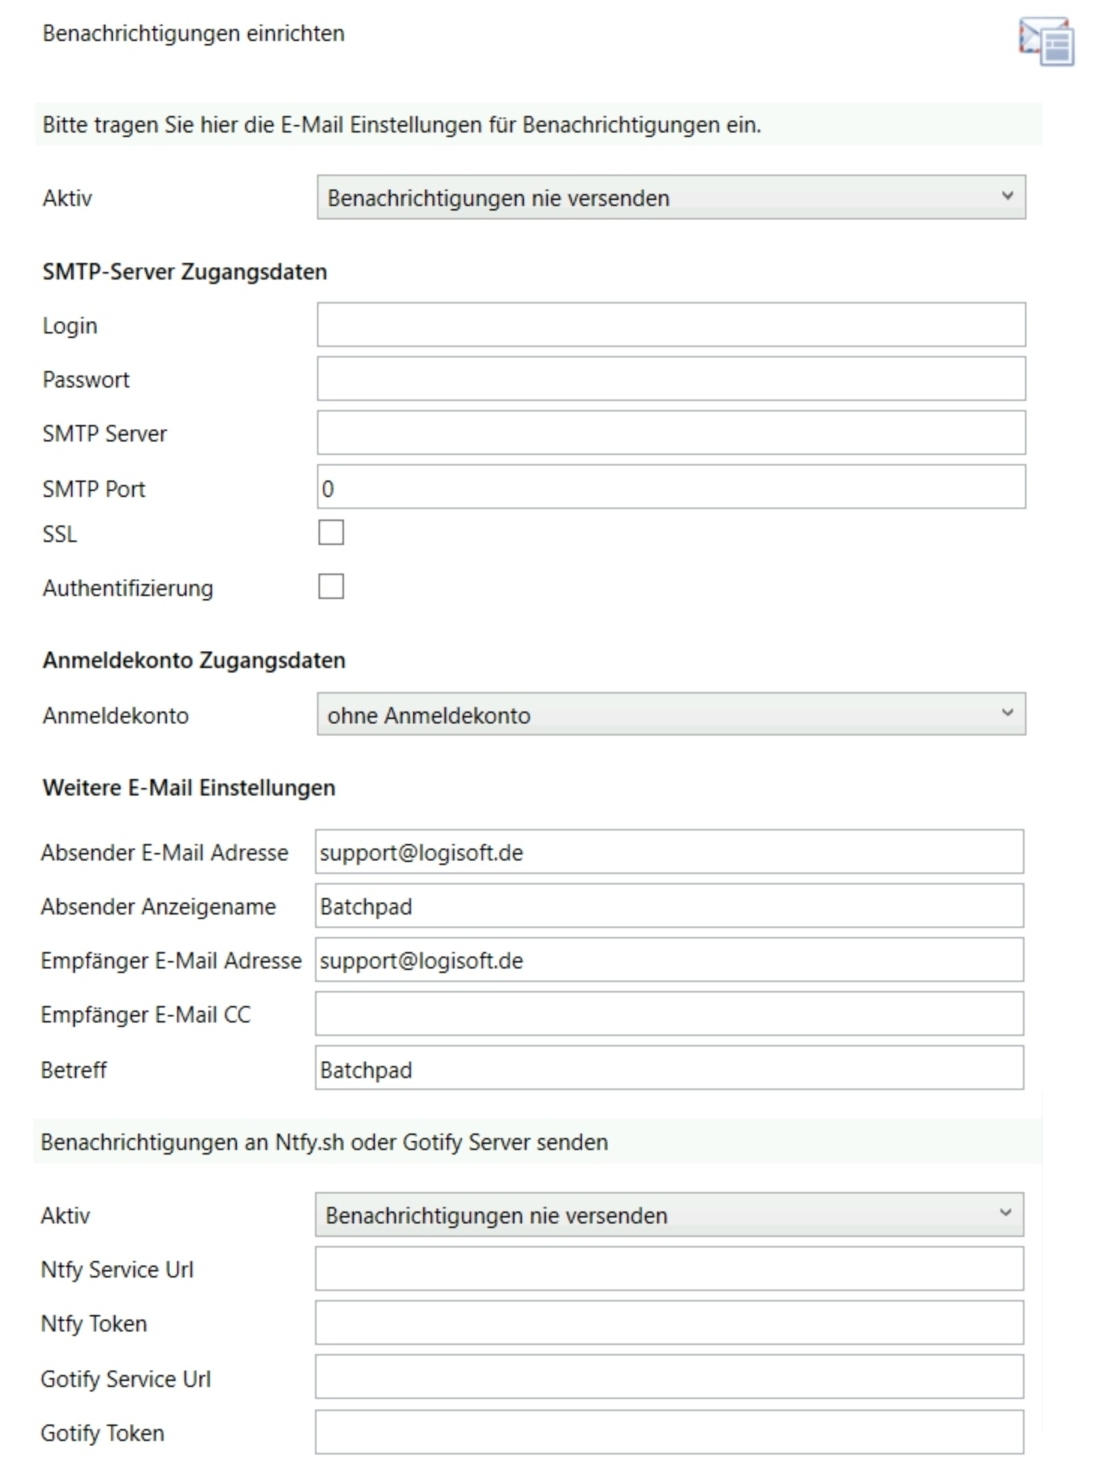 Benachrichtigungen einrichten
Bitte tragen Sie hier die E-Mail Einstellungen für Benachrichtigungen ein.
Aktiv Benachrichtigungen nie versenden
SMTP-Server Zugangsdaten
Login
Passwort
SMTP Server
SMTP Port 0
SSL
Authentifizierung
Anmeldekonto Zugangsdaten
Anmeldekonto ohne Anmeldekonto
Weitere E-Mail Einstellungen
Absender E-Mail Adresse support@logisoft.de
Absender Anzeigename Batchpad
Empfänger E-Mail Adresse support@logisoft.de
Empfänger E-Mail CC
Betreff Batchpad
Benachrichtigungen an Ntfy.sh oder Gotify Server senden
Aktiv Benachrichtigungen nie versenden
Ntfy Service Url
Ntfy Token
Gotify Service Url
Gotify Token